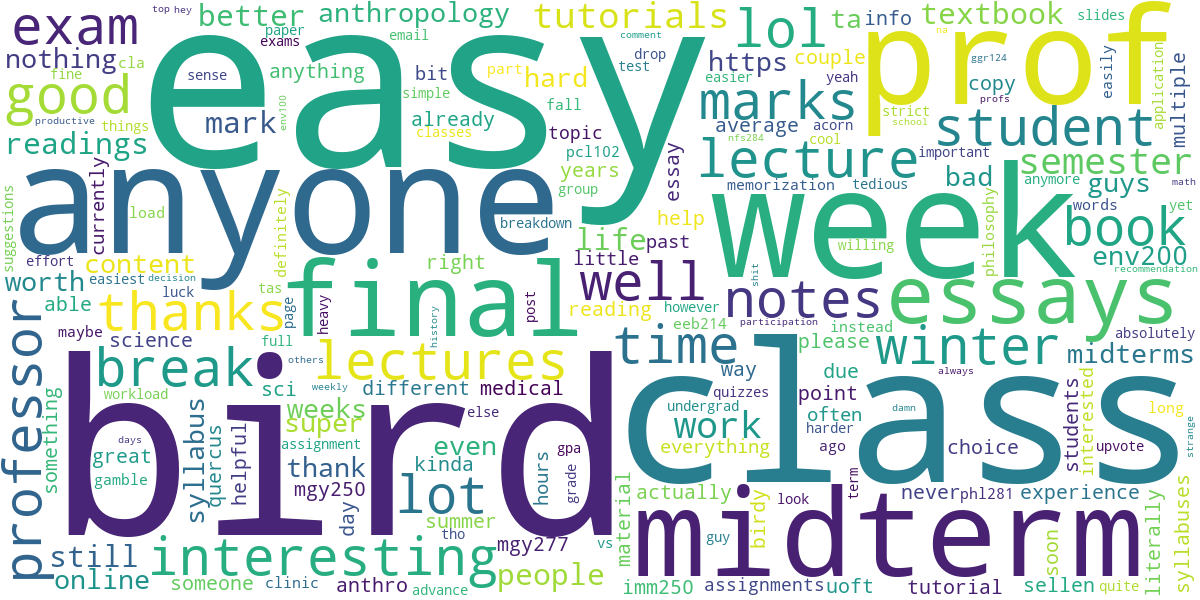 top
hey
exam
easy
better
paper
exams
anthropology
email
tutorials
comment
lol
ta
info
textbook
slides
na
prof
ggr124
nothing
cla
fine
anything
sense
bit
simple
part
hard
drop
test
https
easier
couple
yeah
copy
profs
easily
application
multiple
good
productive
things
mark
env100
already
classes
fall
topic
marks
average
acorn
cool
strict
school
student
readings
pcl102
years
group
essay
nfs284
lecture
important
semester
math
memorization
tedious
bad
anymore
guys
words
yet
suggestions
currently
load
anyone
definitely
breakdown
help
week
willing
philosophy
book
env200
recommendation
effort
content
life
past
little
right
worth
easiest
decision
able
luck
thanks
tas
page
heavy
final
post
reading
well
shit
however
notes
essays
eeb214
participation
instead
please
absolutely
professor
maybe
science
full
history
time
winter
midterms
break
others
lectures
way
due
always
workload
sci
weekly
different
medical
class
quizzes
point
something
syllabus
quercus
helpful
weeks
super
else
undergrad
work
often
harder
damn
students
interested
long
upvote
strange
days
great
assignment
even
gpa
everything
ago
choice
gamble
bird
thank
mgy250
kinda
lot
hours
grade
material
actually
look
term
never
phl281
experience
literally
syllabuses
day
summer
tho
mgy277
vs
midterm
guy
birdy
soon
still
online
interesting
someone
clinic
anthro
advance
people
imm250
assignments
uoft
tutorial
sellen
quite